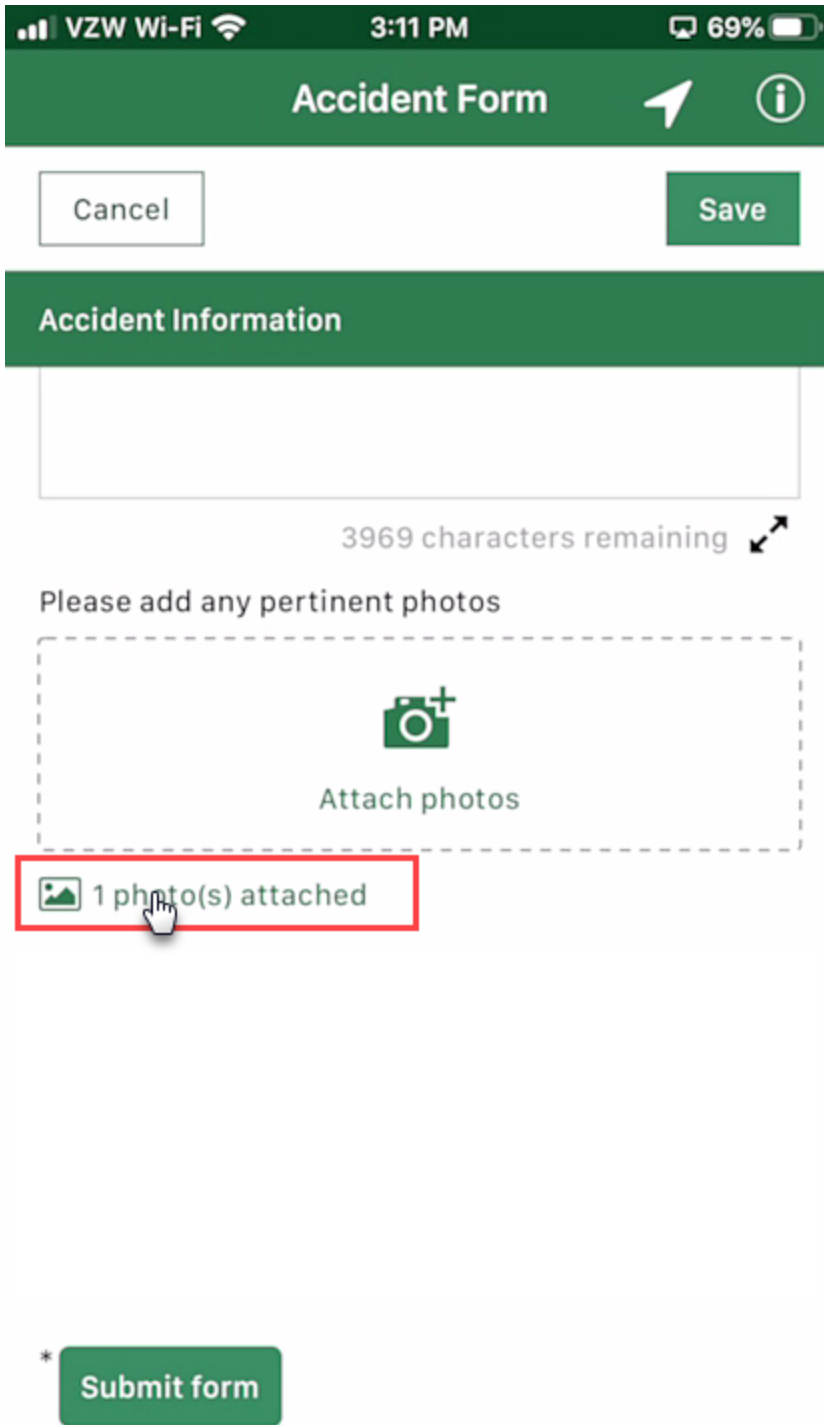 VZW Wi-Fi 3:11 PM 69%
Accident Form
Cancel Save
Accident Information
3969 characters remaining
Please add any pertinent photos
Attach photos
1 photo(s) attached
* Submit form